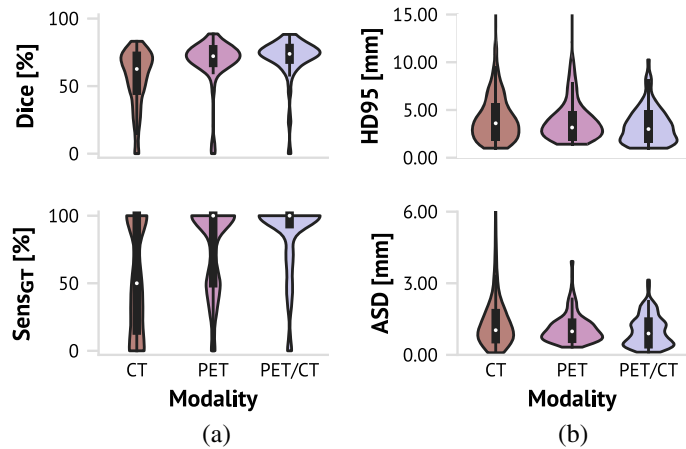 Dice [%]
100
50
0
HD95 [mm]
15.00
10.00
5.00
0.00
Sens_GT [%]
100
50
0
CT PET PET/CT
Modality
(a)
ASD [mm]
6.00
3.00
0.00
CT PET PET/CT
Modality
(b)